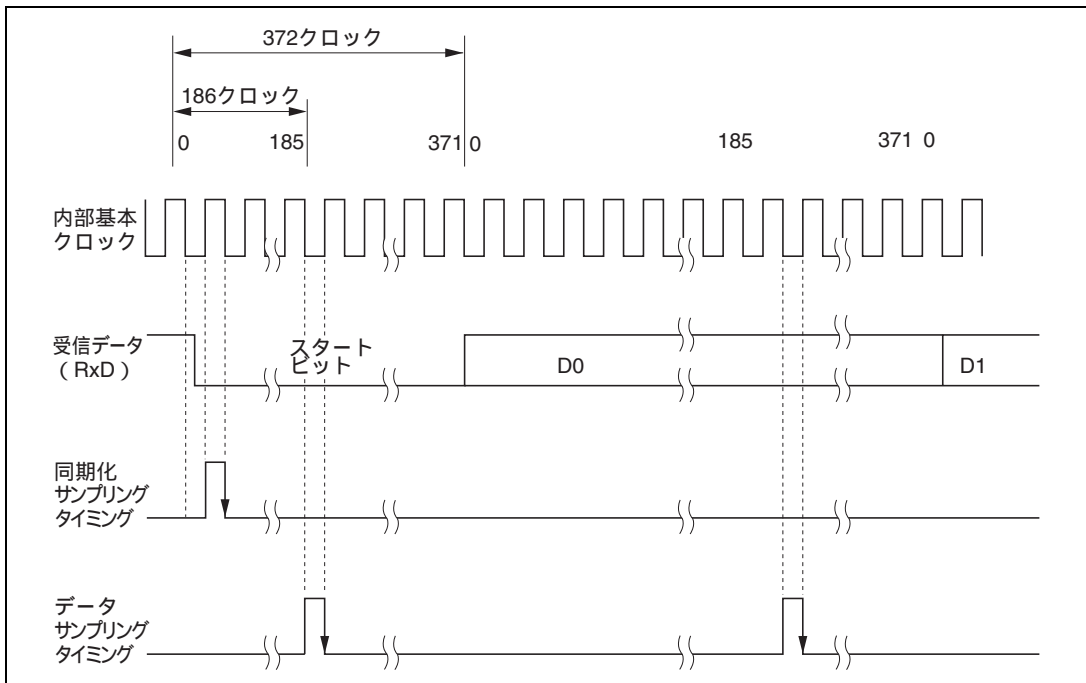 372クロック
186クロック
0 185 371 0 185 371 0
内部基本
クロック
受信データ
(RxD)
スタート
ビット
D0
D1
同期化
サンプリング
タイミング
データ
サンプリング
タイミング